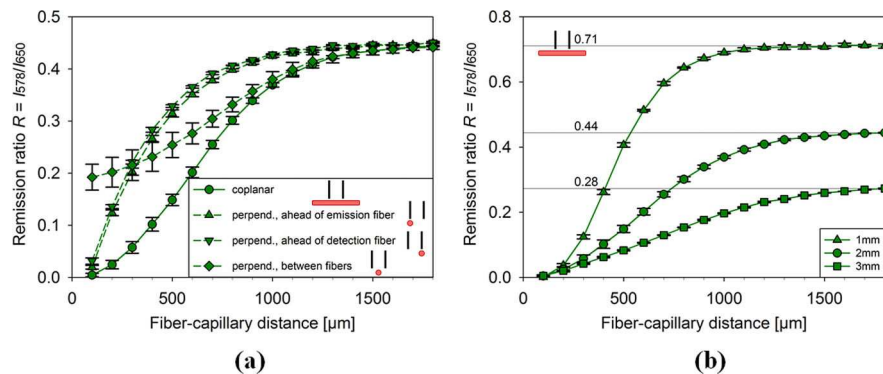 (a)
Remission ratio R = I578/I650
0.5
0.4
0.3
0.2
0.1
0.0
0
500
1000
1500
Fiber-capillary distance [µm]
coplanar
perpend., ahead of emission fiber
perpend., ahead of detection fiber
perpend., between fibers
(a)
Remission ratio R = I578/I650
0.8
0.6
0.4
0.2
0.0
0
500
1000
1500
Fiber-capillary distance [µm]
0.71
0.44
0.28
1mm
2mm
3mm
(b)